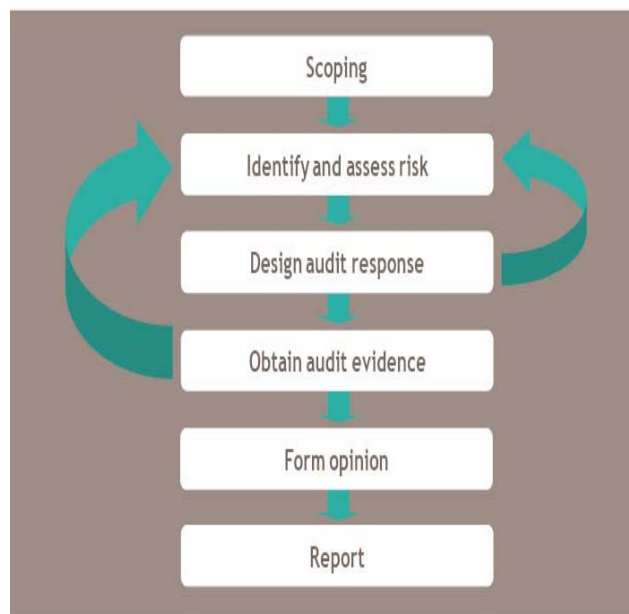 Scoping
Identify and assess risk
Design audit response
Obtain audit evidence
Form opinion
Report